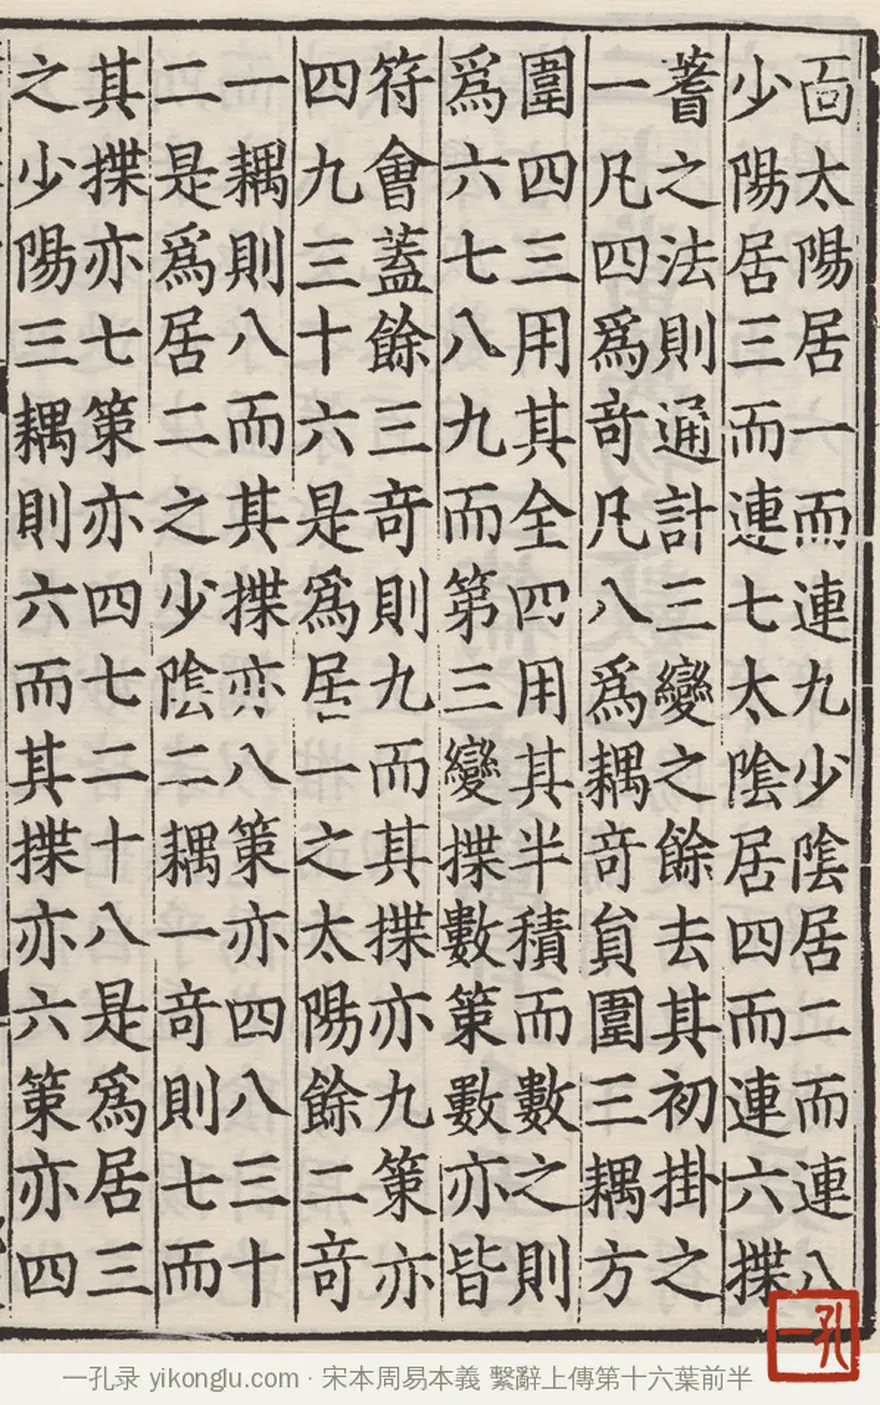 靣太陽居一而連九少陰居二而連八
少陽居三而連七太陰居四而連六揲
蓍之法則通計三變之餘去其初掛之
一凡四爲竒凡八爲耦竒貟圍三耦方
圍四三用其全四用其半積而數之則
爲六七八九而第三變揲數策數亦皆
符會蓋餘三竒則九而其揲亦九策亦
四九三十六是爲居一之太陽餘二竒
一耦則八而其揲亦八策亦四八三十
二是爲居二之少陰二耦一竒則七而
其揲亦七策亦四七二十八是爲居三
之少陽三耦則六而其揲亦六策亦四
一孔
一孔录 yikonglu.com · 宋本周易本義 繫辭上傳第十六葉前半